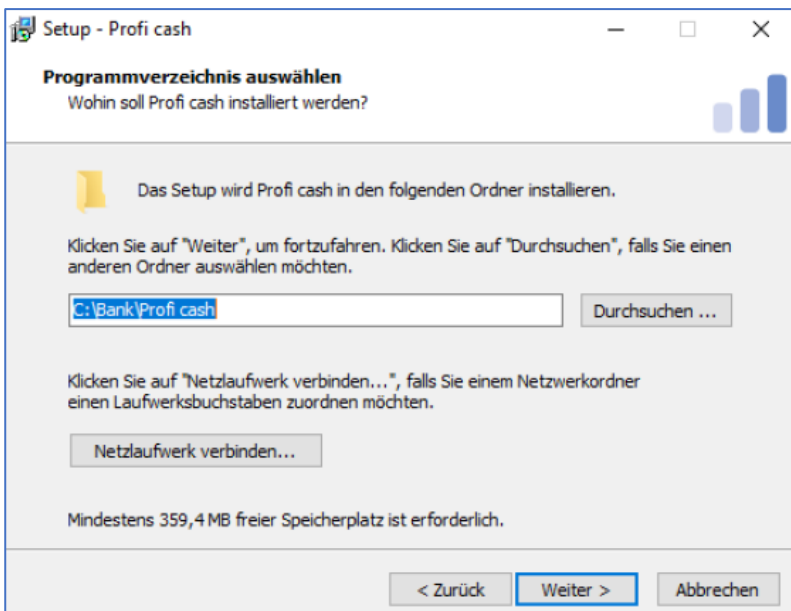 Setup - Profi cash
Programmverzeichnis auswählen
Wohin soll Profi cash installiert werden?
Das Setup wird Profi cash in den folgenden Ordner installieren.
Klicken Sie auf "Weiter", um fortzufahren. Klicken Sie auf "Durchsuchen", falls Sie einen
anderen Ordner auswählen möchten.
C:\Bank\Profi cash
Durchsuchen ...
Klicken Sie auf "Netzlaufwerk verbinden...", falls Sie einem Netzwerkordner
einen Laufwerksbuchstaben zuordnen möchten.
Netzlaufwerk verbinden...
Mindestens 359,4 MB freier Speicherplatz ist erforderlich.
< Zurück
Weiter >
Abbrechen